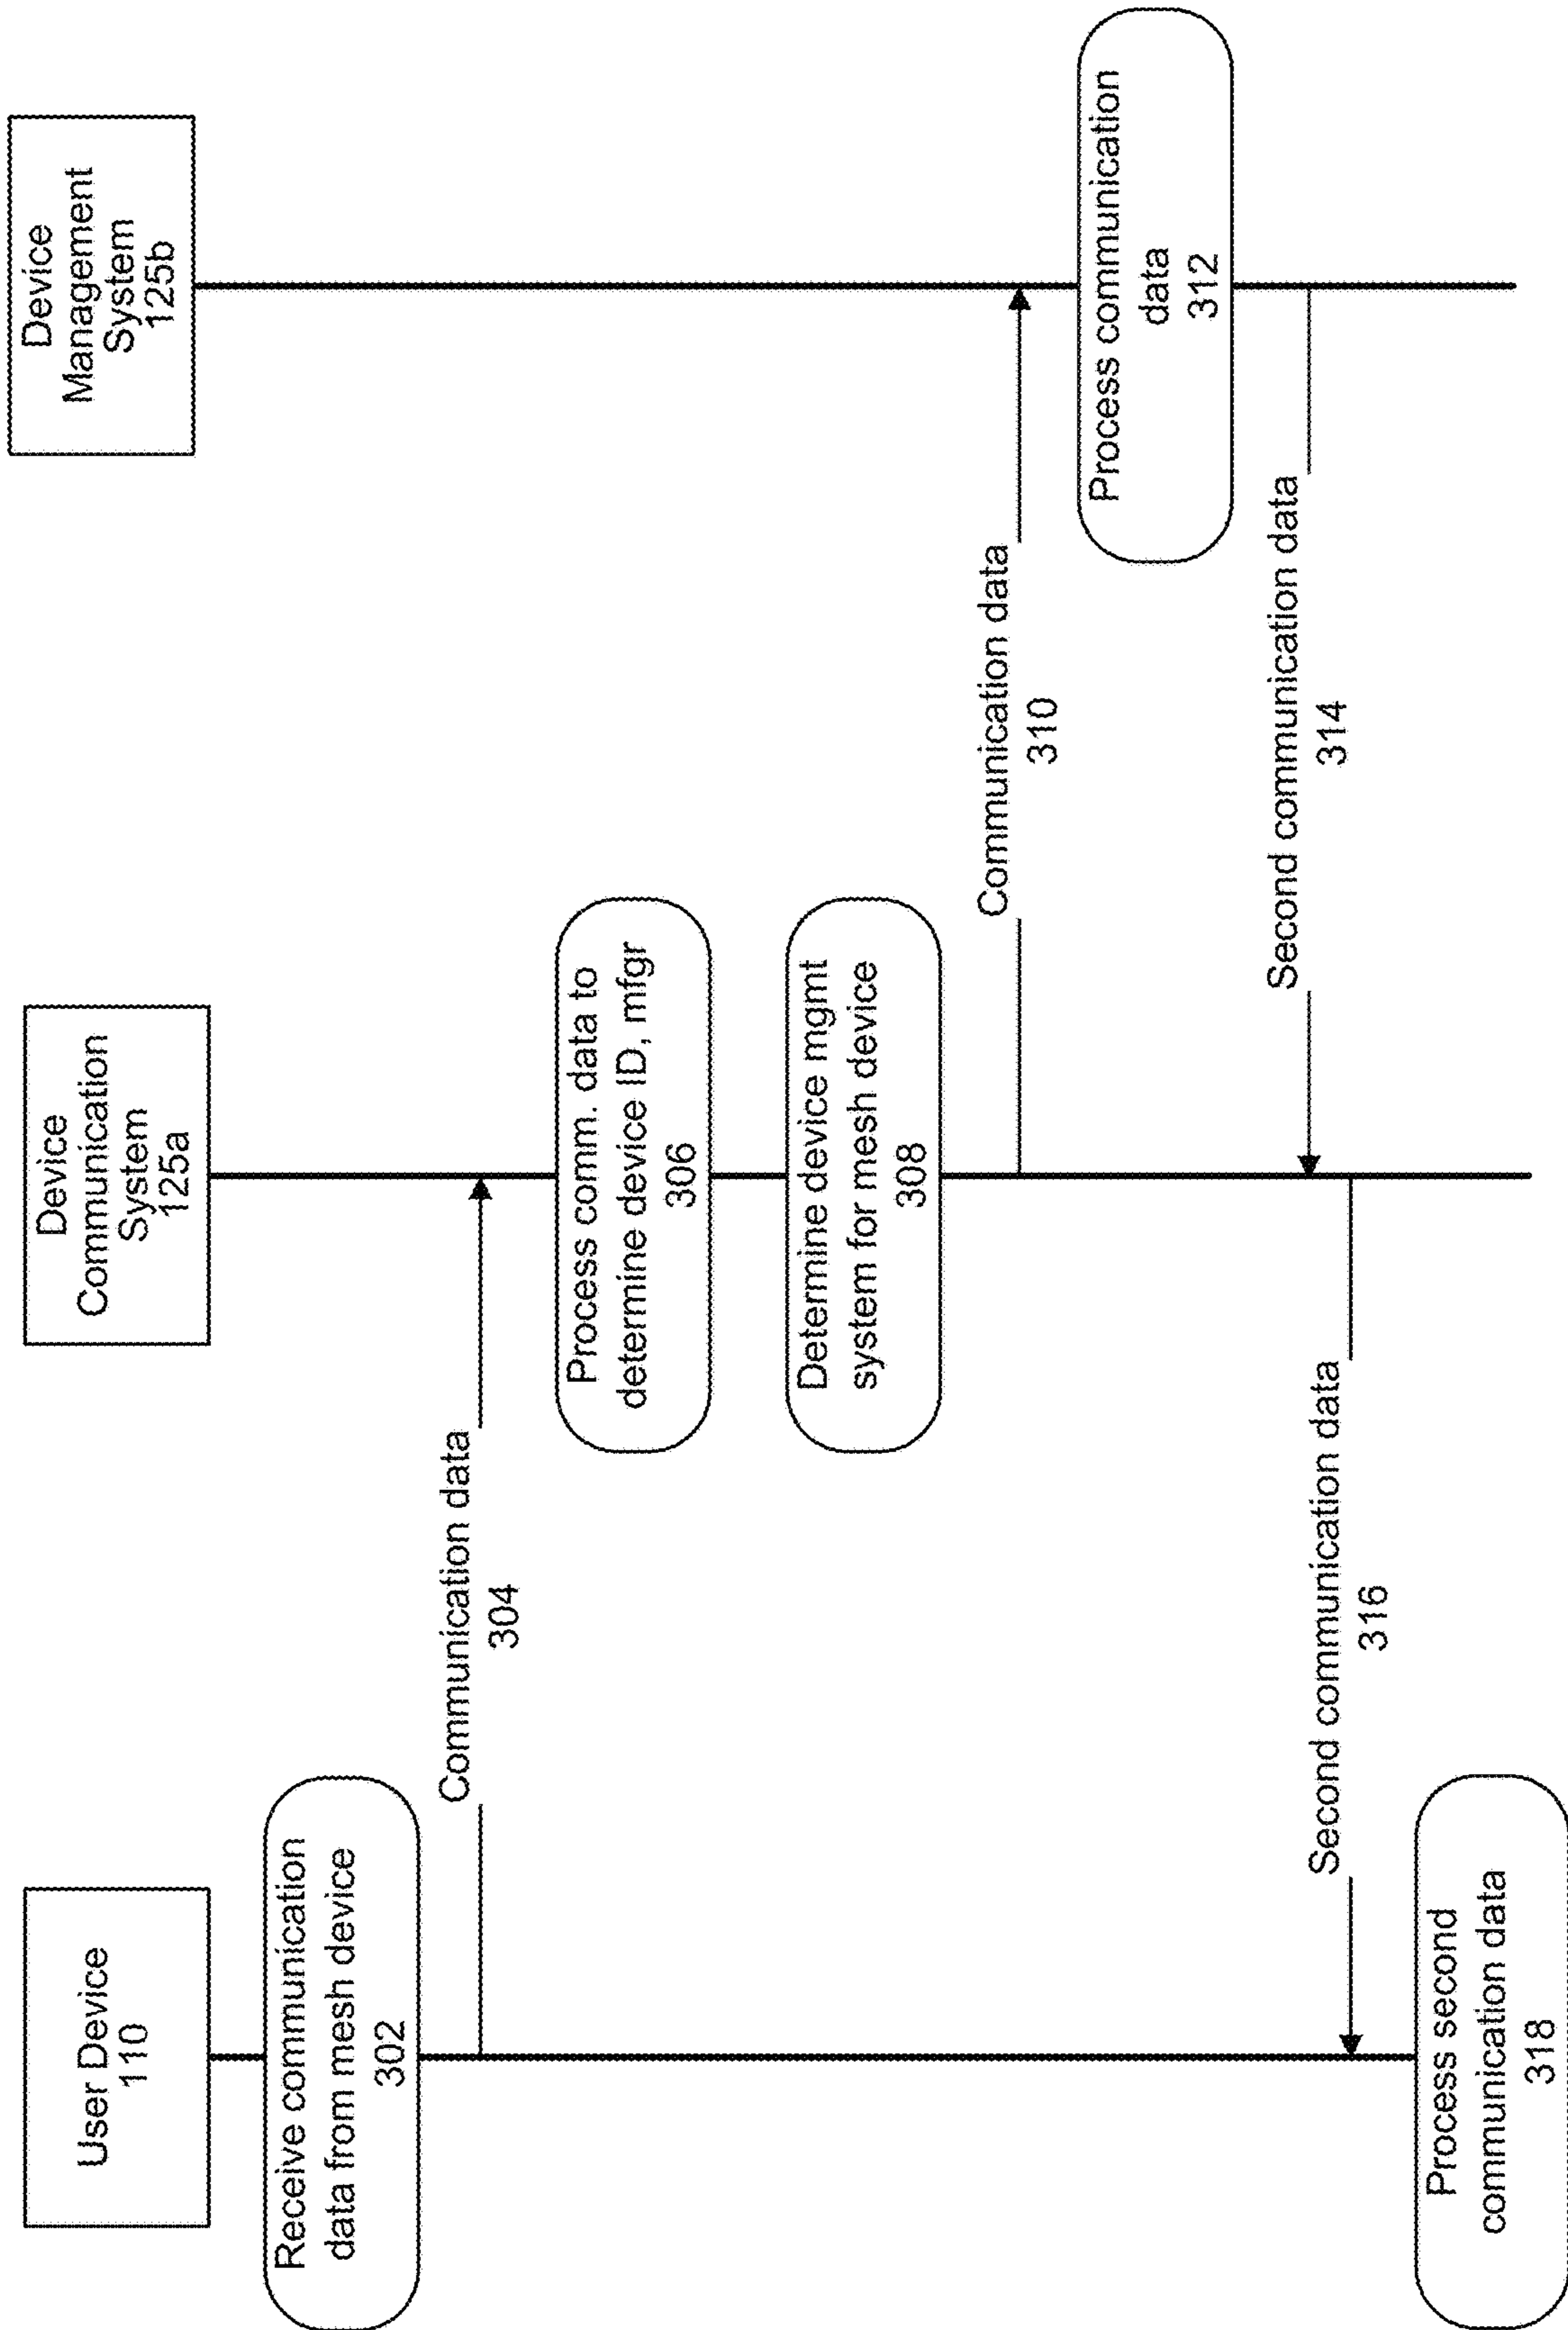 User Device
110
Device
Communication
System
125a
Device
Management
System
125b
Receive communication
data from mesh device
302
Communication data
304
Process comm. data to
determine device ID, mfgr
306
Determine device mgmt
system for mesh device
308
Communication data
310
Process communication
data
312
Second communication data
314
Second communication data
316
Process second
communication data
318